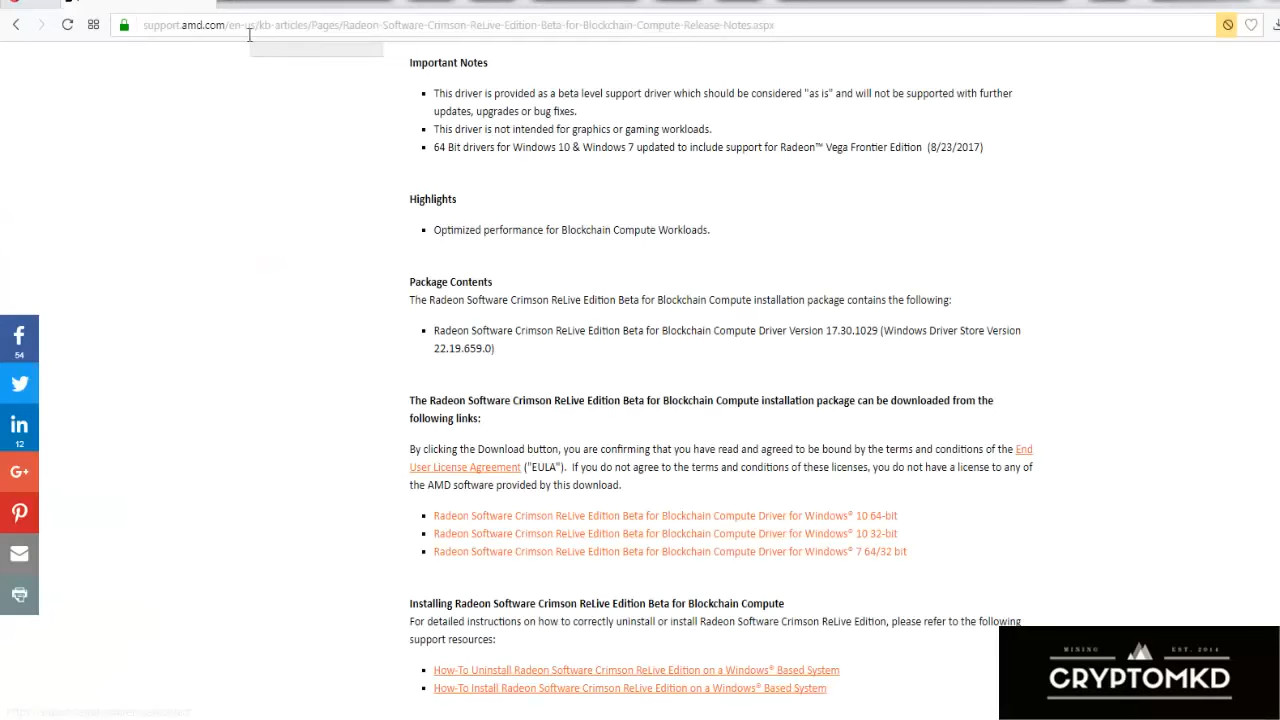 support.amd.com/en-us/kb-articles/Pages/Radeon-Software-Crimson-ReLive-Edition-Beta-for-Blockchain-Compute-Release-Notes.aspx
Important Notes
This driver is provided as a beta level support driver which should be considered "as is" and will not be supported with further
updates, upgrades or bug fixes.
This driver is not intended for graphics or gaming workloads.
64 Bit drivers for Windows 10 & Windows 7 updated to include support for Radeon™ Vega Frontier Edition (8/23/2017)
Highlights
Optimized performance for Blockchain Compute Workloads.
Package Contents
The Radeon Software Crimson ReLive Edition Beta for Blockchain Compute installation package contains the following:
Radeon Software Crimson ReLive Edition Beta for Blockchain Compute Driver Version 17.30.1029 (Windows Driver Store Version
22.19.659.0)
The Radeon Software Crimson ReLive Edition Beta for Blockchain Compute installation package can be downloaded from the
following links:
By clicking the Download button, you are confirming that you have read and agreed to be bound by the terms and conditions of the End
User License Agreement ("EULA"). If you do not agree to the terms and conditions of these licenses, you do not have a license to any of
the AMD software provided by this download.
Radeon Software Crimson ReLive Edition Beta for Blockchain Compute Driver for Windows® 10 64-bit
Radeon Software Crimson ReLive Edition Beta for Blockchain Compute Driver for Windows® 10 32-bit
Radeon Software Crimson ReLive Edition Beta for Blockchain Compute Driver for Windows® 7 64/32 bit
Installing Radeon Software Crimson ReLive Edition Beta for Blockchain Compute
For detailed instructions on how to correctly uninstall or install Radeon Software Crimson ReLive Edition, please refer to the following
support resources:
How-To Uninstall Radeon Software Crimson ReLive Edition on a Windows® Based System
How-To Install Radeon Software Crimson ReLive Edition on a Windows® Based System
f
54
in
12
G+
MINING EST. 2014
CRYPTOMKD